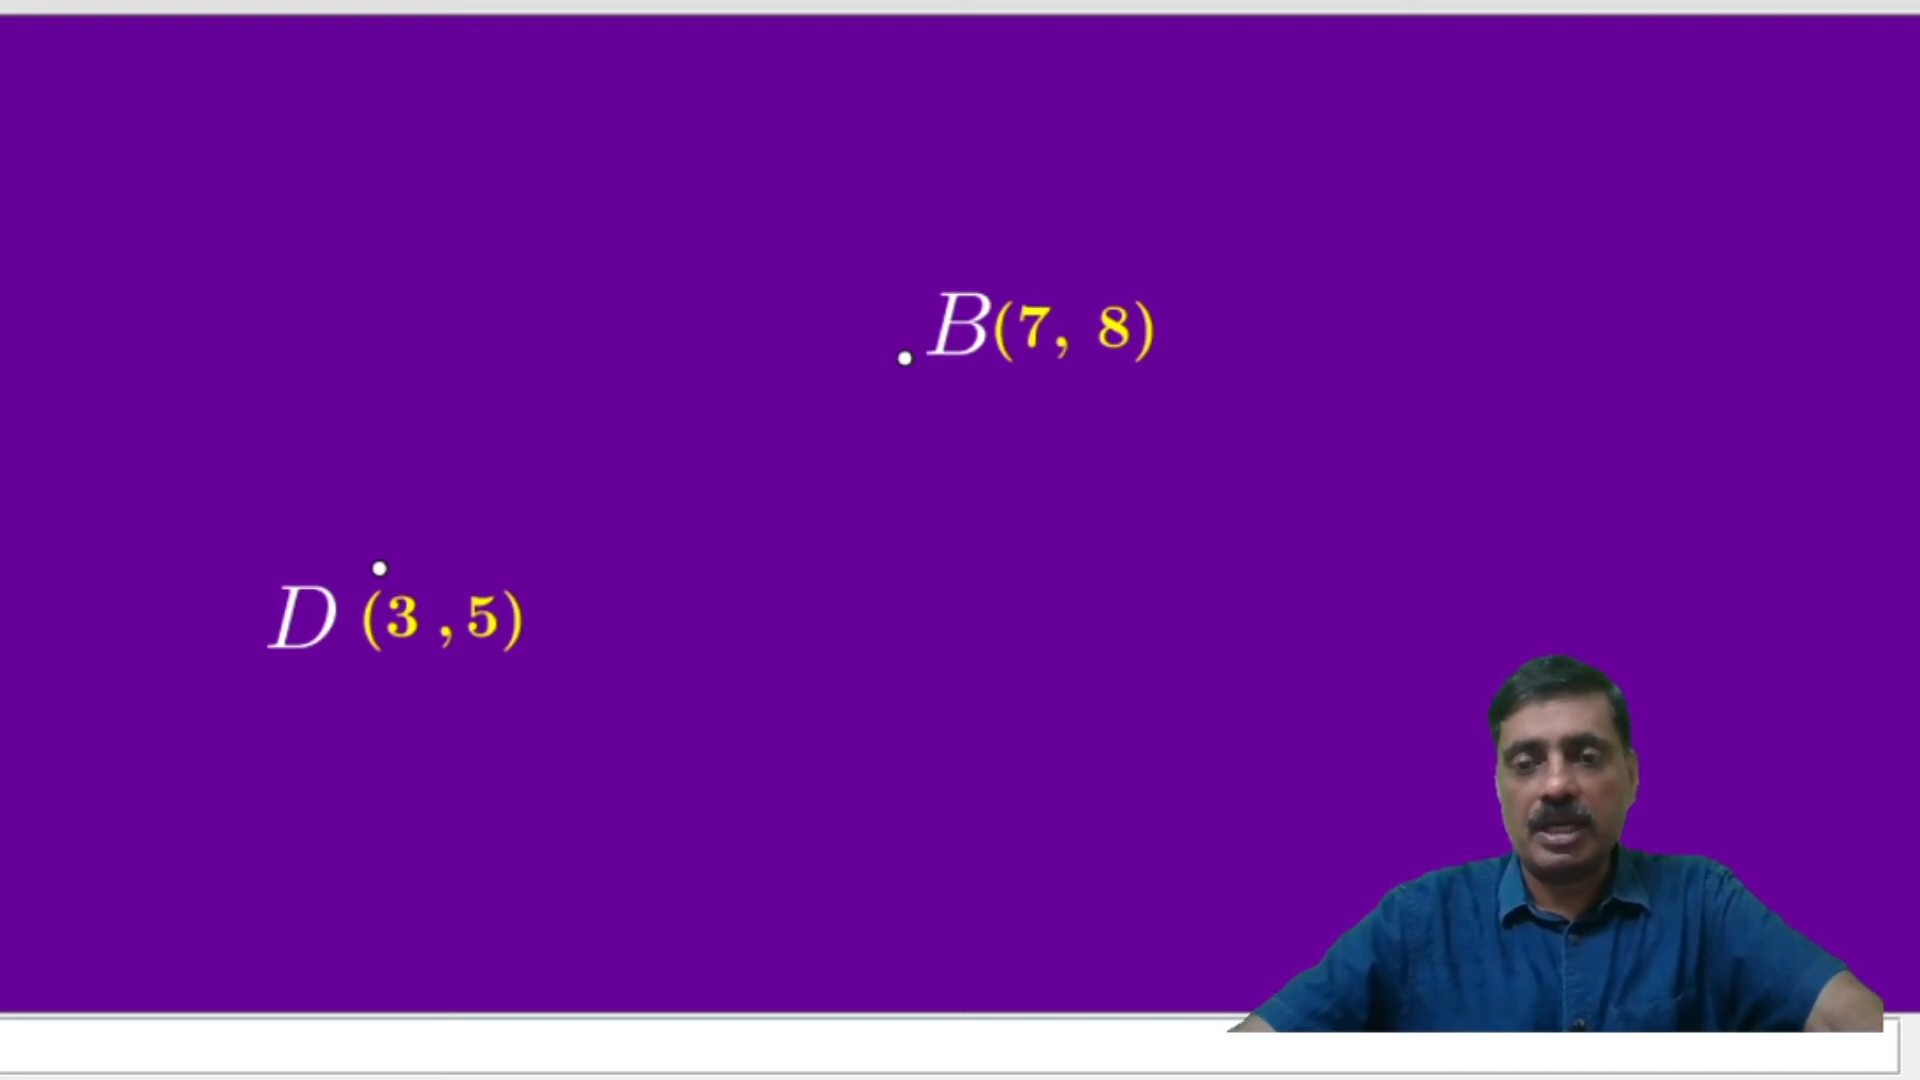 B(7, 8)
D (3 , 5)